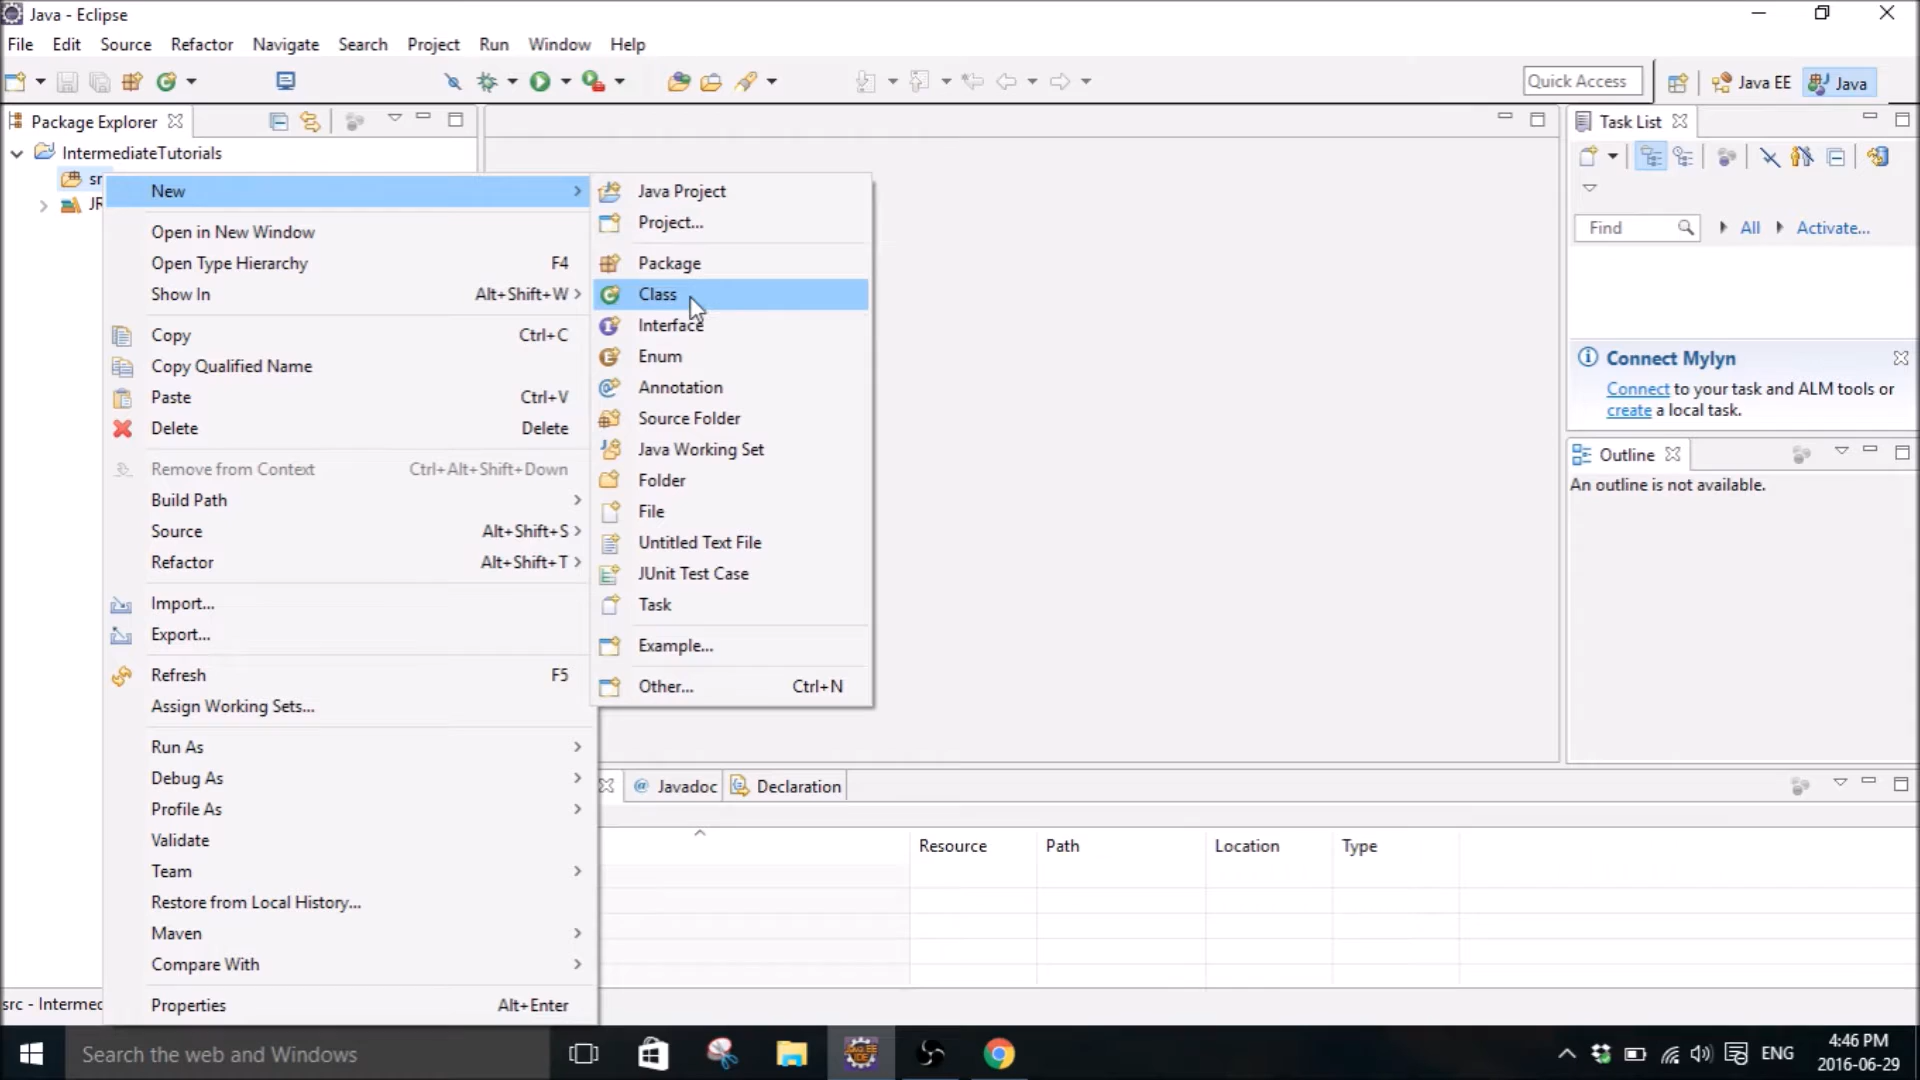 Java - Eclipse
File Edit Source Refactor Navigate Search Project Run Window Help
Quick Access Java EE Java
Package Explorer
IntermediateTutorials
sr
JR
New
Open in New Window
Open Type Hierarchy F4
Show In Alt+Shift+W
Copy Ctrl+C
Copy Qualified Name
Paste Ctrl+V
Delete Delete
Remove from Context Ctrl+Alt+Shift+Down
Build Path
Source Alt+Shift+S
Refactor Alt+Shift+T
Import...
Export...
Refresh F5
Assign Working Sets...
Run As
Debug As
Profile As
Validate
Team
Restore from Local History...
Maven
Compare With
Properties Alt+Enter
Java Project
Project...
Package
Class
Interface
Enum
Annotation
Source Folder
Java Working Set
Folder
File
Untitled Text File
JUnit Test Case
Task
Example...
Other... Ctrl+N
Task List
Find All Activate...
Connect Mylyn
Connect to your task and ALM tools or
create a local task.
Outline
An outline is not available.
@ Javadoc Declaration
Resource Path Location Type
src - Intermed
Search the web and Windows
ENG
4:46 PM
2016-06-29